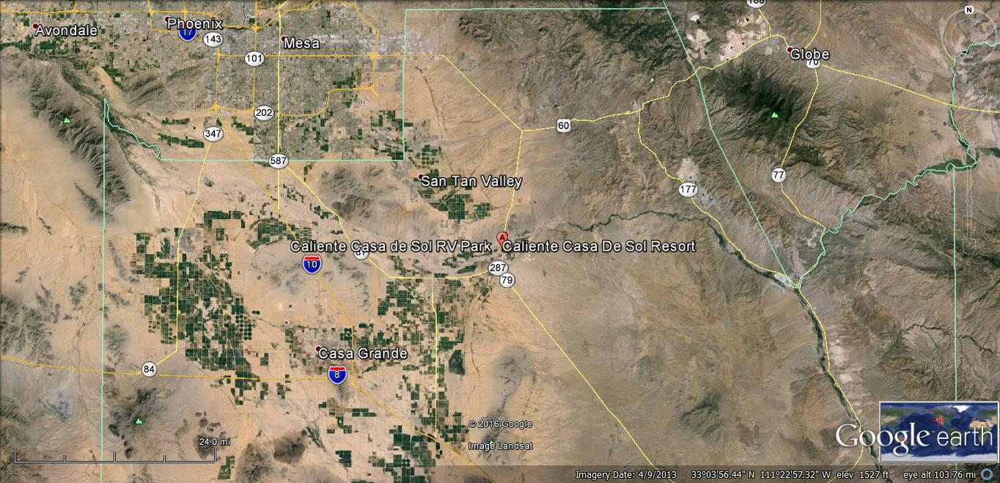 188
N
Avondale
Phoenix
17
143
Mesa
101
Globe
70
202
60
347
587
San Tan Valley
177
77
Caliente Casa de Sol RV Park
A
Caliente Casa De Sol Resort
10
287
79
Casa Grande
84
8
© 2016 Google
Image Landsat
24.0 mi
Google earth
Imagery Date: 4/9/2013 33°03'56.44" N 111°22'57.32" W elev 1527 ft eye alt 103.76 mi